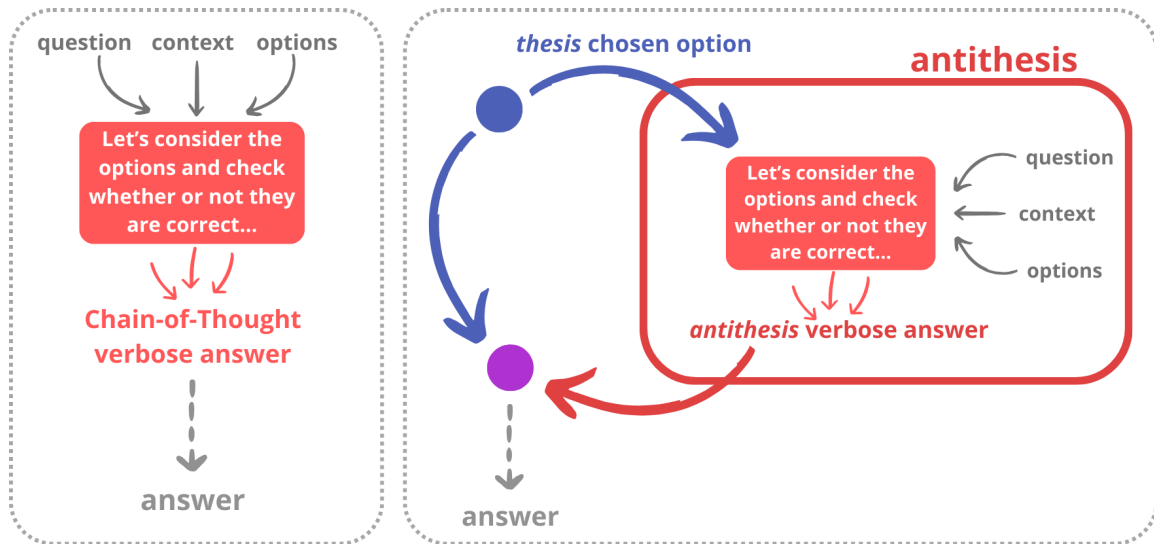 question context options
Let's consider the
options and check
whether or not they
are correct...
Chain-of-Thought
verbose answer
answer
thesis chosen option
antithesis
Let's consider the
options and check
whether or not they
are correct...
question
context
options
antithesis verbose answer
answer